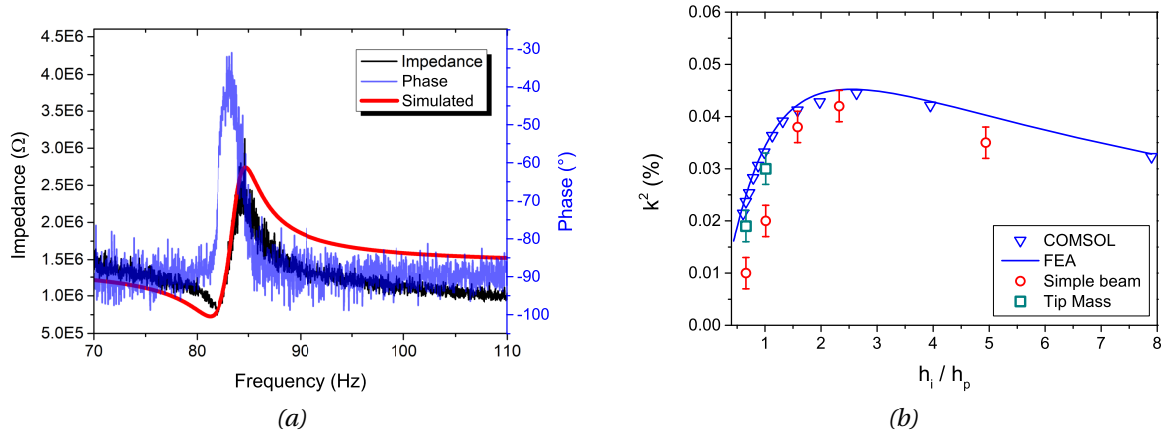 4.5E6
4.0E6
3.5E6
3.0E6
2.5E6
2.0E6
1.5E6
1.0E6
5.0E5
Impedance (Ω)
70 80 90 100 110
Frequency (Hz)
-30
-40
-50
-60
-70
-80
-90
-100
Phase (°)
Impedance
Phase
Simulated
(a)
0.06
0.05
0.04
0.03
0.02
0.01
0.00
k² (%)
1 2 3 4 5 6 7 8
hᵢ / hₚ
COMSOL
FEA
Simple beam
Tip Mass
(b)